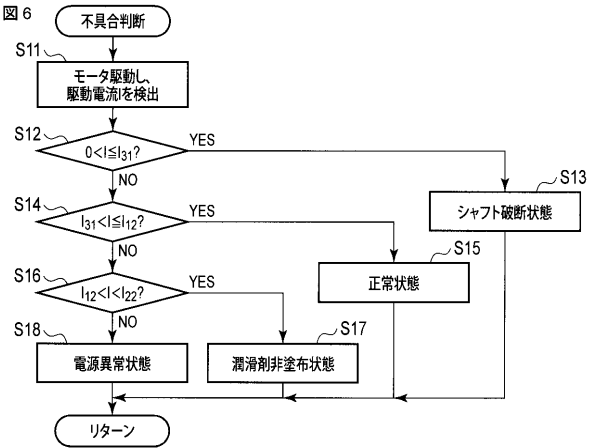 図6
不具合判断
S11
モータ駆動し、
駆動電流Iを検出
S12
0<I≦I31?
YES
NO
S13
シャフト破断状態
S14
I31<I≦I12?
YES
NO
S15
正常状態
S16
I12<I<I22?
YES
NO
S17
潤滑剤非塗布状態
S18
電源異常状態
リターン